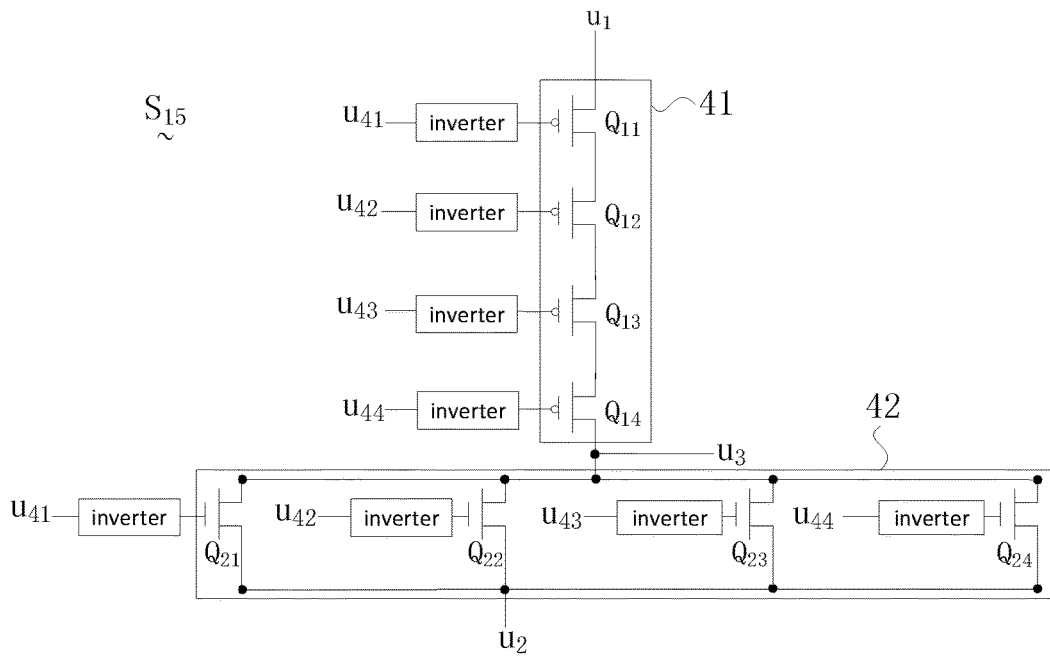 u₁
S₁₅
41
u₄₁ inverter Q₁₁
u₄₂ inverter Q₁₂
u₄₃ inverter Q₁₃
u₄₄ inverter Q₁₄
42
u₃
u₄₁ inverter Q₂₁
u₄₂ inverter Q₂₂
u₄₃ inverter Q₂₃
u₄₄ inverter Q₂₄
u₂